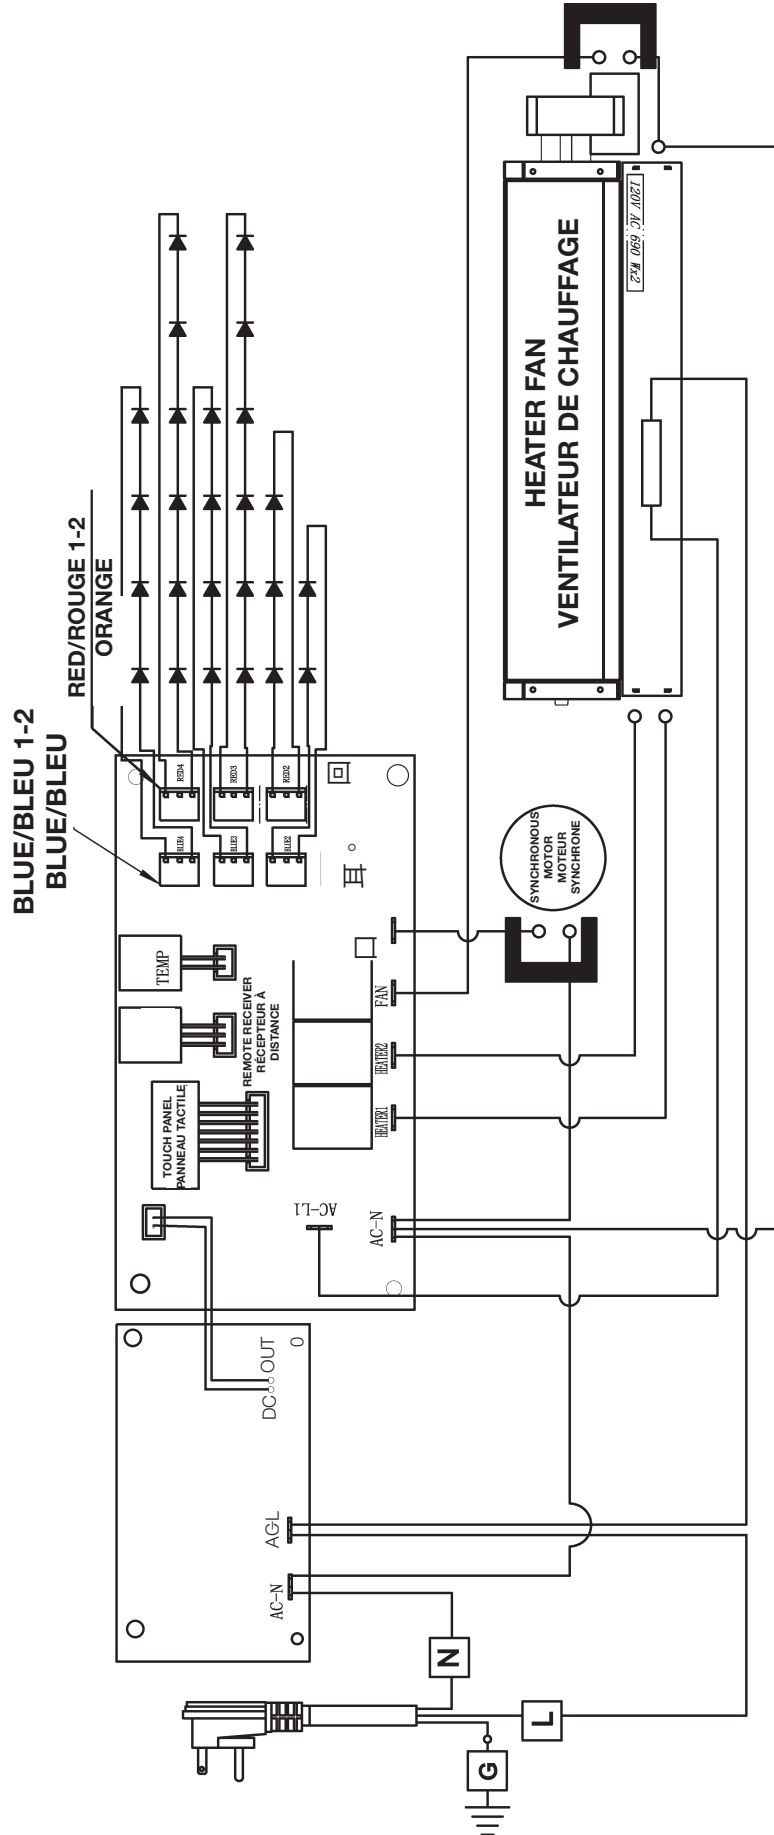 BLUE/BLEU 1-2
BLUE/BLEU
RED/ROUGE 1-2
ORANGE
120V AC 690 Wx2
HEATER FAN
VENTILATEUR DE CHAUFFAGE
RED4
RED3
RED2
BLUE4
BLUE3
BLUE2
SYNCHRONOUS
MOTOR
MOTEUR
SYNCHRONE
TEMP
REMOTE RECEIVER
RÉCEPTEUR À
DISTANCE
TOUCH PANEL
PANNEAU TACTILE
FAN
HEATER2
HEATER1
AC-L1
AC-N
DC OUT
0
AC-L
AC-N
N
L
G